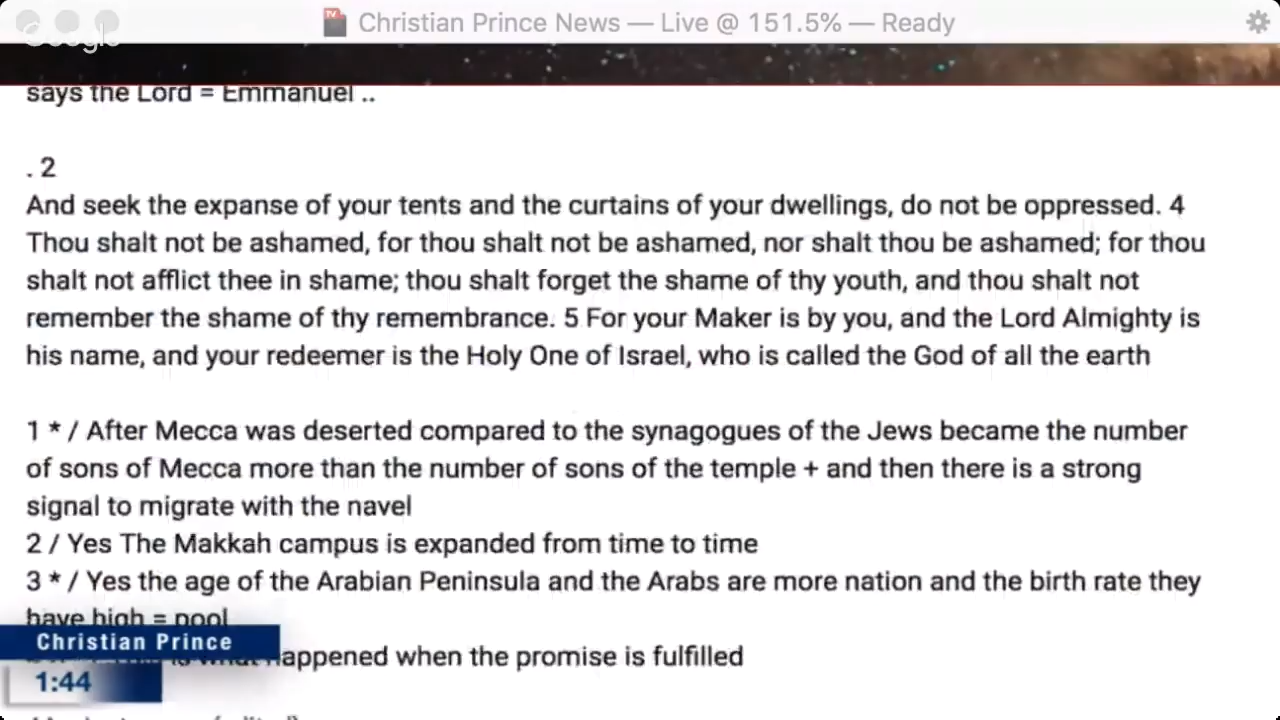 Christian Prince News — Live @ 151.5% — Ready
Google
says the Lord = Emmanuel ..
. 2
And seek the expanse of your tents and the curtains of your dwellings, do not be oppressed. 4
Thou shalt not be ashamed, for thou shalt not be ashamed, nor shalt thou be ashamed; for thou
shalt not afflict thee in shame; thou shalt forget the shame of thy youth, and thou shalt not
remember the shame of thy remembrance. 5 For your Maker is by you, and the Lord Almighty is
his name, and your redeemer is the Holy One of Israel, who is called the God of all the earth
1 * / After Mecca was deserted compared to the synagogues of the Jews became the number
of sons of Mecca more than the number of sons of the temple + and then there is a strong
signal to migrate with the navel
2 / Yes The Makkah campus is expanded from time to time
3 * / Yes the age of the Arabian Peninsula and the Arabs are more nation and the birth rate they
have high = pool
Christian Prince
is what happened when the promise is fulfilled
1:44